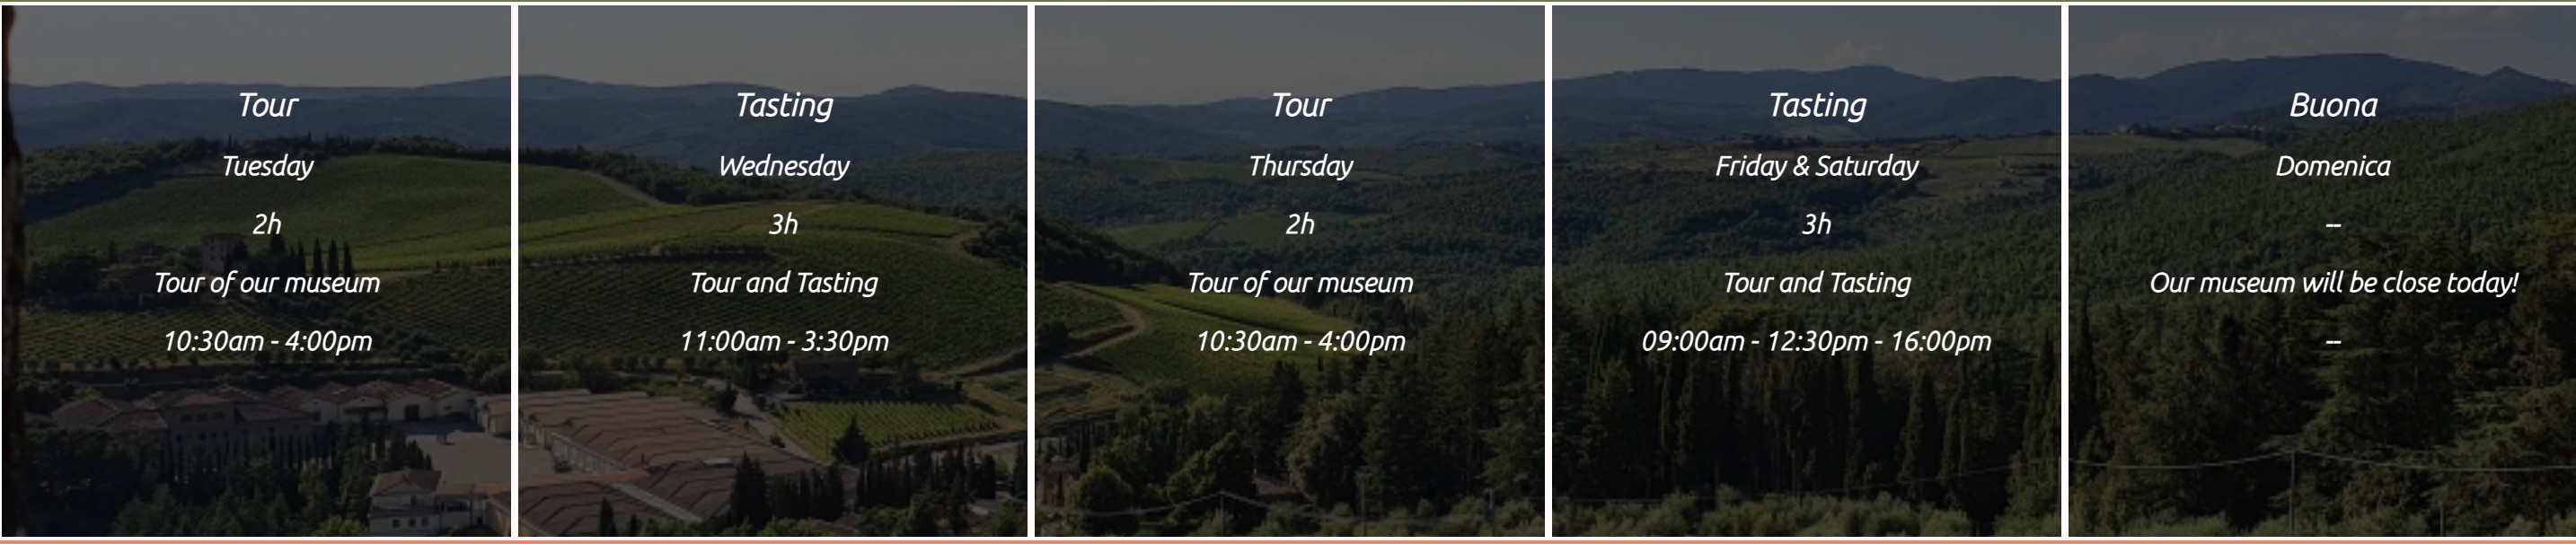 Tour
Tuesday
2h
Tour of our museum
10:30am - 4:00pm
Tasting
Wednesday
3h
Tour and Tasting
11:00am - 3:30pm
Tour
Thursday
2h
Tour of our museum
10:30am - 4:00pm
Tasting
Friday & Saturday
3h
Tour and Tasting
09:00am - 12:30pm - 16:00pm
Buona
Domenica
--
Our museum will be close today!
--